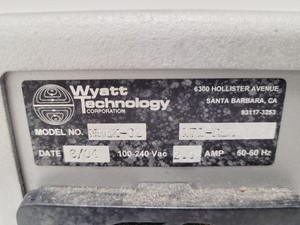 Wyatt
Technology
CORPORATION
6300 HOLLISTER AVENUE
SANTA BARBARA, CA
93117-3253
MODEL NO.
DATE 100-240 Vac AMP 50-60 Hz